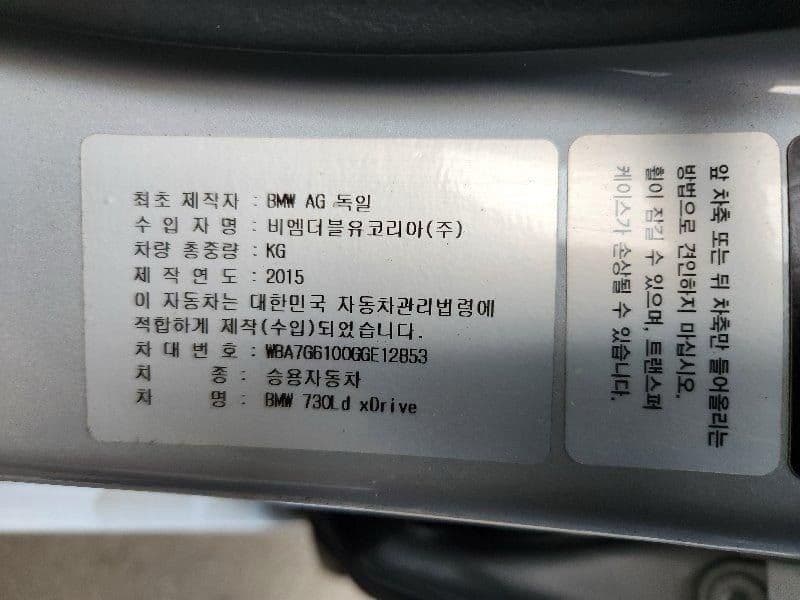 최초 제작자 : BMW AG 독일
수 입 자 명 : 비엠더블유코리아(주)
차량 총중량 : KG
제 작 연 도 : 2015
이 자동차는 대한민국 자동차관리법령에
적합하게 제작(수입)되었습니다.
차 대 번 호 : WBA7G6100GGE12853
차 종 : 승용자동차
차 명 : BMW 730Ld xDrive
앞 차축 또는 뒤 차축만 들어올리는
방법으로 견인하지 마십시오.
휠이 잠길 수 있으며, 트랜스퍼
케이스가 손상될 수 있습니다.